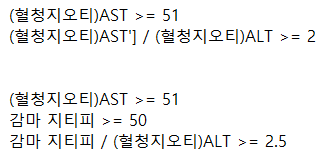 (혈청지오티)AST >= 51
(혈청지오티)AST'] / (혈청지오티)ALT >= 2
(혈청지오티)AST >= 51
감마 지티피 >= 50
감마 지티피 / (혈청지오티)ALT >= 2.5